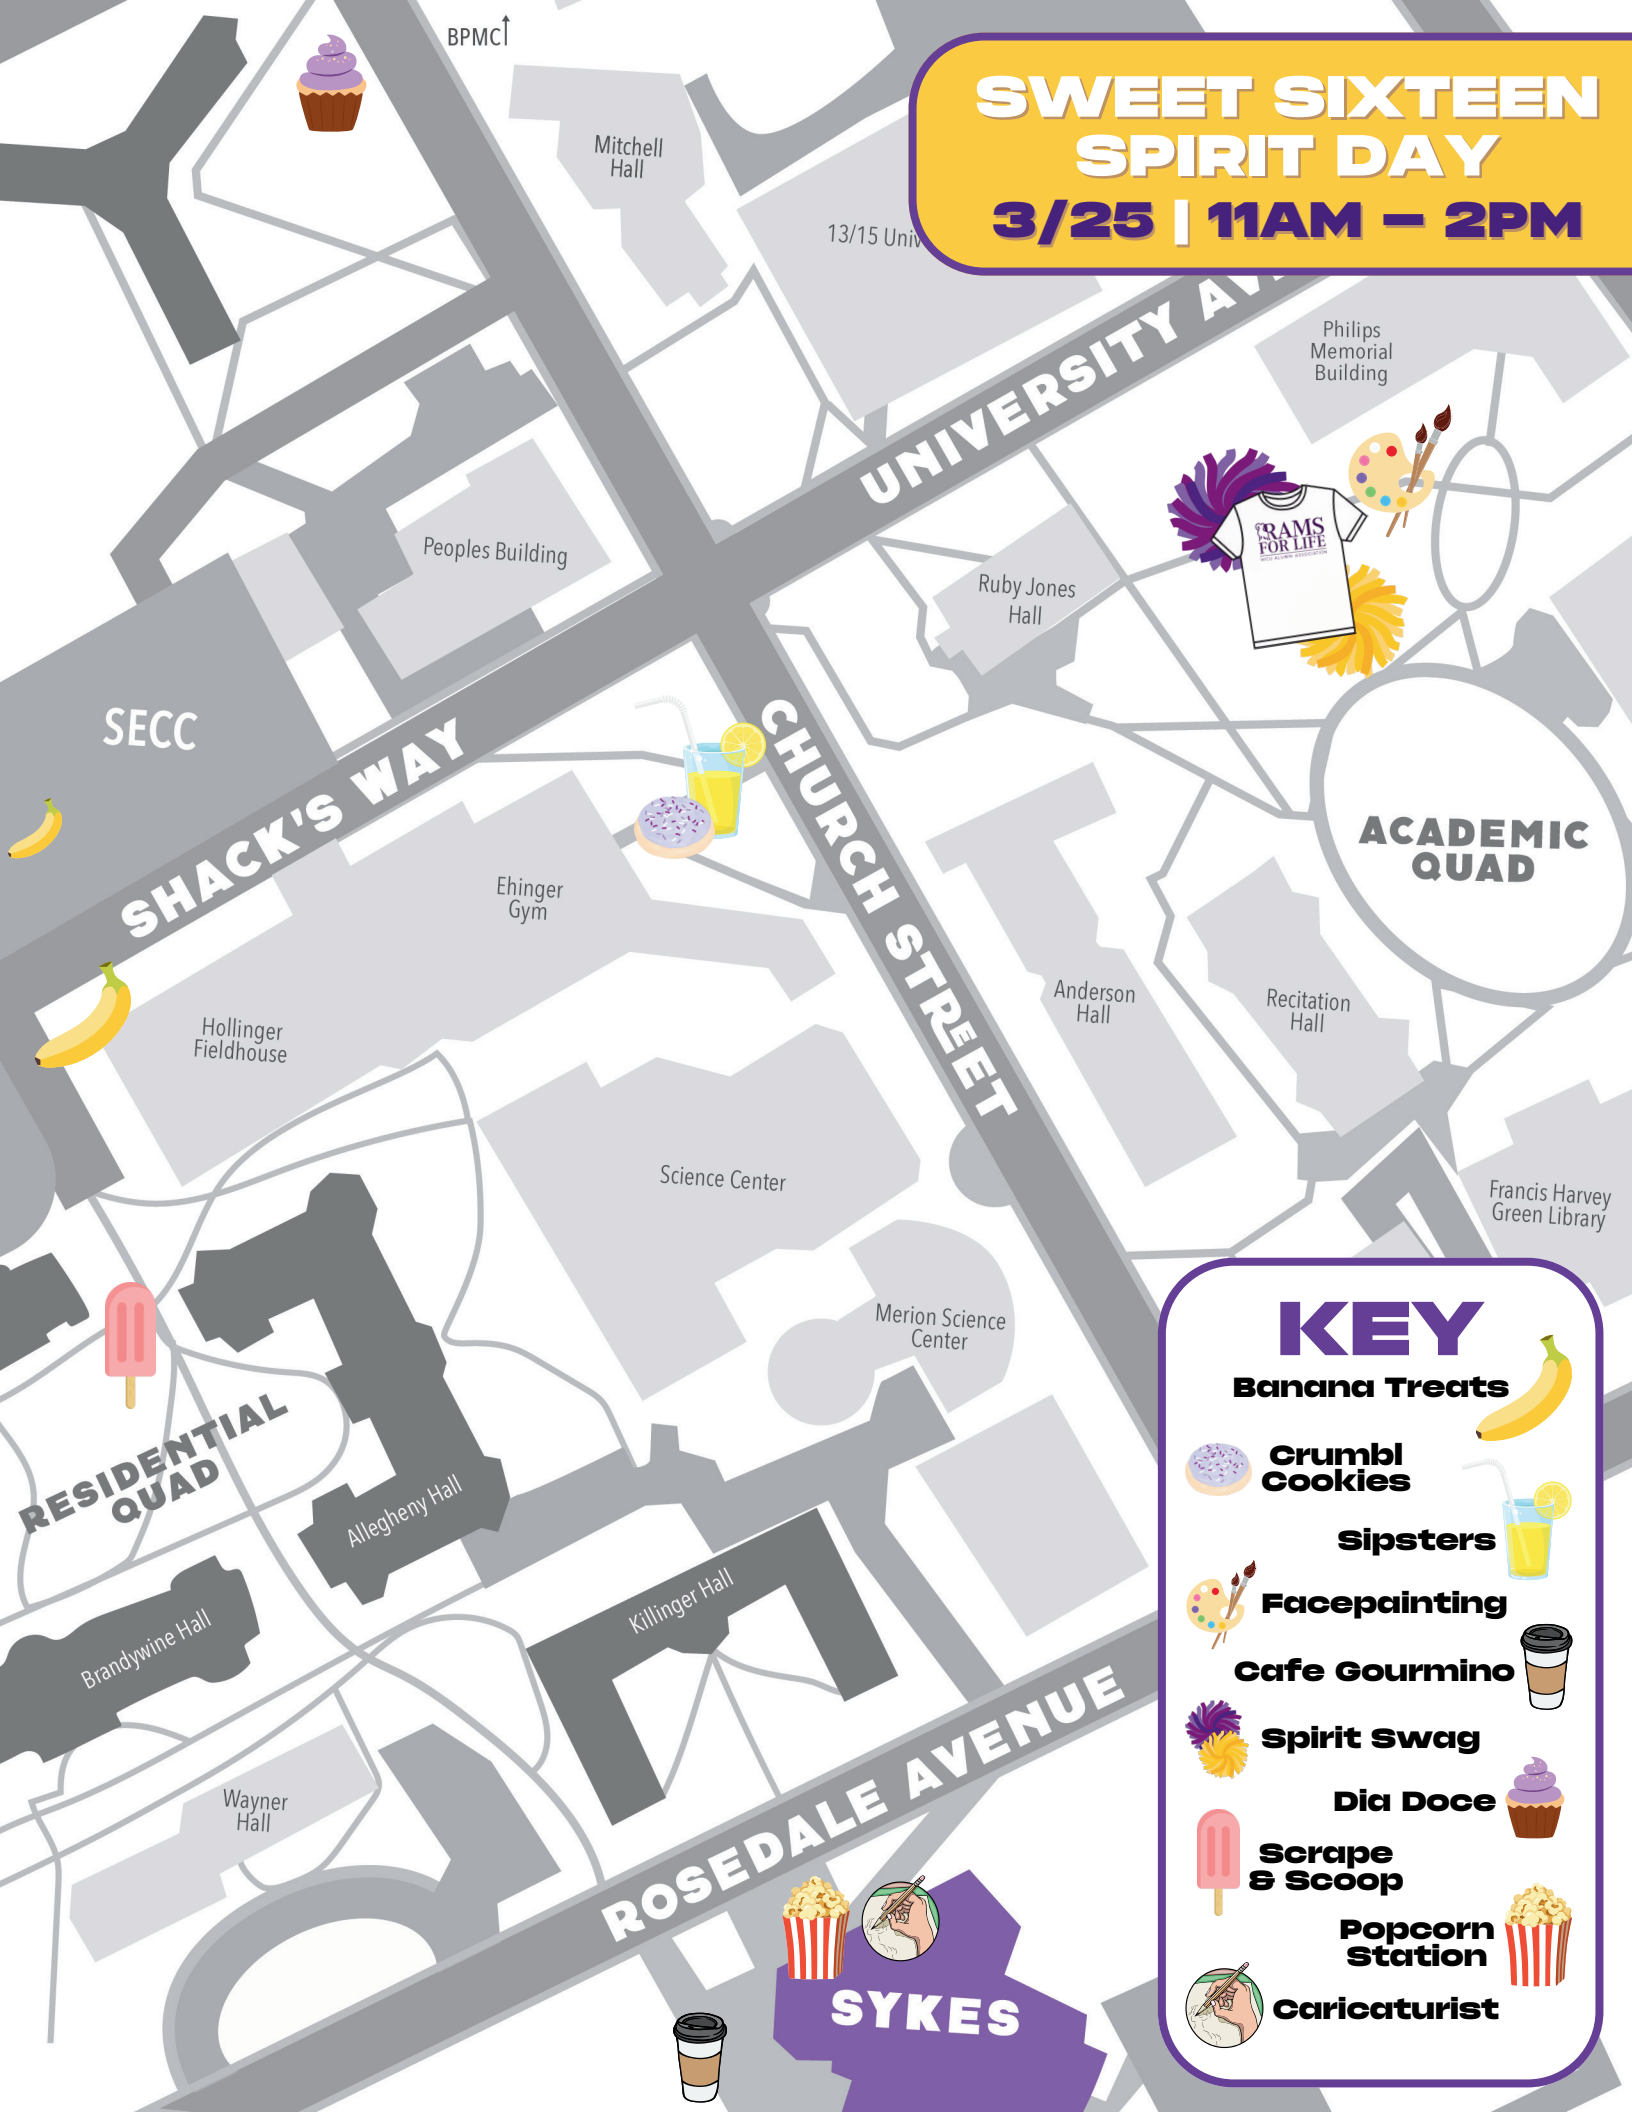 BPMC
SWEET SIXTEEN
SPIRIT DAY
3/25 | 11AM – 2PM
Mitchell
Hall
13/15 Univ
UNIVERSITY AV
Philips
Memorial
Building
RAMS
FOR LIFE
WCU ALUMNI ASSOCIATION
Peoples Building
Ruby Jones
Hall
SECC
SHACK'S WAY
CHURCH STREET
ACADEMIC
QUAD
Ehinger
Gym
Anderson
Hall
Recitation
Hall
Hollinger
Fieldhouse
Science Center
Francis Harvey
Green Library
Merion Science
Center
RESIDENTIAL
QUAD
Allegheny Hall
Killinger Hall
Brandywine Hall
Wayner
Hall
ROSEDALE AVENUE
SYKES
KEY
Banana Treats
Crumbl
Cookies
Sipsters
Facepainting
Cafe Gourmino
Spirit Swag
Dia Doce
Scrape
& Scoop
Popcorn
Station
Caricaturist